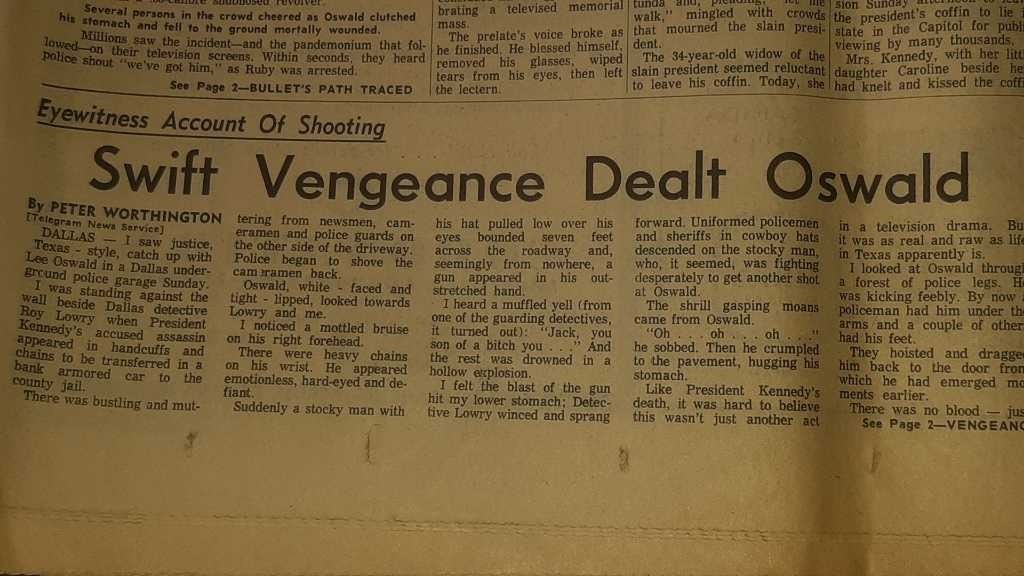 Several persons in the crowd cheered as Oswald clutched
his stomach and fell to the ground mortally wounded.
Millions saw the incident—and the pandemonium that fol-
lowed—on their television screens. Within seconds, they heard
police shout "we've got him," as Ruby was arrested.
See Page 2—BULLET'S PATH TRACED
brating a televised memorial
mass.
The prelate's voice broke as
he finished. He blessed himself,
removed his glasses, wiped
tears from his eyes, then left
the lectern.
walk," mingled with crowds
that mourned the slain presi-
dent.
The 34-year-old widow of the
slain president seemed reluctant
to leave his coffin. Today, she
the president's coffin to lie
state in the Capitol for publ
viewing by many thousands.
Mrs. Kennedy, with her littl
daughter Caroline beside he
had knelt and kissed the coff
Eyewitness Account Of Shooting
Swift Vengeance Dealt Oswald
By PETER WORTHINGTON
[Telegram News Service]
DALLAS — I saw justice,
Texas - style, catch up with
Lee Oswald in a Dallas under-
ground police garage Sunday.
I was standing against the
wall beside Dallas detective
Roy Lowry when President
Kennedy's accused assassin
appeared in handcuffs and
chains to be transferred in a
bank armored car to the
county jail.
There was bustling and mut-
tering from newsmen, cam-
eramen and police guards on
the other side of the driveway.
Police began to shove the
cameramen back.
Oswald, white - faced and
tight - lipped, looked towards
Lowry and me.
I noticed a mottled bruise
on his right forehead.
There were heavy chains
on his wrist. He appeared
emotionless, hard-eyed and de-
fiant.
Suddenly a stocky man with
his hat pulled low over his
eyes bounded seven feet
across the roadway and,
seemingly from nowhere, a
gun appeared in his out-
stretched hand.
I heard a muffled yell (from
one of the guarding detectives,
it turned out): "Jack, you
son of a bitch you . . ." And
the rest was drowned in a
hollow explosion.
I felt the blast of the gun
hit my lower stomach; Detec-
tive Lowry winced and sprang
forward. Uniformed policemen
and sheriffs in cowboy hats
descended on the stocky man,
who, it seemed, was fighting
desperately to get another shot
at Oswald.
The shrill gasping moans
came from Oswald.
"Oh . . . oh . . . oh . . ."
he sobbed. Then he crumpled
to the pavement, hugging his
stomach.
Like President Kennedy's
death, it was hard to believe
this wasn't just another act
in a television drama. Bu
it was as real and raw as life
in Texas apparently is.
I looked at Oswald through
a forest of police legs. He
was kicking feebly. By now
policeman had him under the
arms and a couple of other
had his feet.
They hoisted and dragged
him back to the door from
which he had emerged mo
ments earlier.
There was no blood — jus
See Page 2—VENGEANC